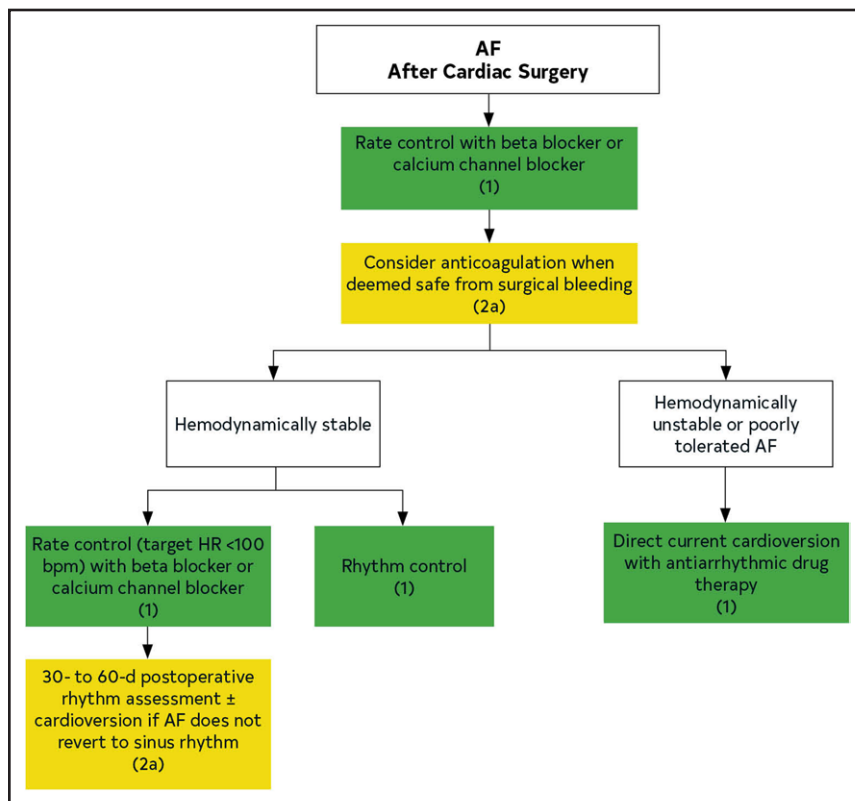 AF
After Cardiac Surgery
Rate control with beta blocker or
calcium channel blocker
(1)
Consider anticoagulation when
deemed safe from surgical bleeding
(2a)
Hemodynamically stable
Hemodynamically
unstable or poorly
tolerated AF
Rate control (target HR <100
bpm) with beta blocker or
calcium channel blocker
(1)
Rhythm control
(1)
Direct current cardioversion
with antiarrhythmic drug
therapy
(1)
30- to 60-d postoperative
rhythm assessment ±
cardioversion if AF does not
revert to sinus rhythm
(2a)